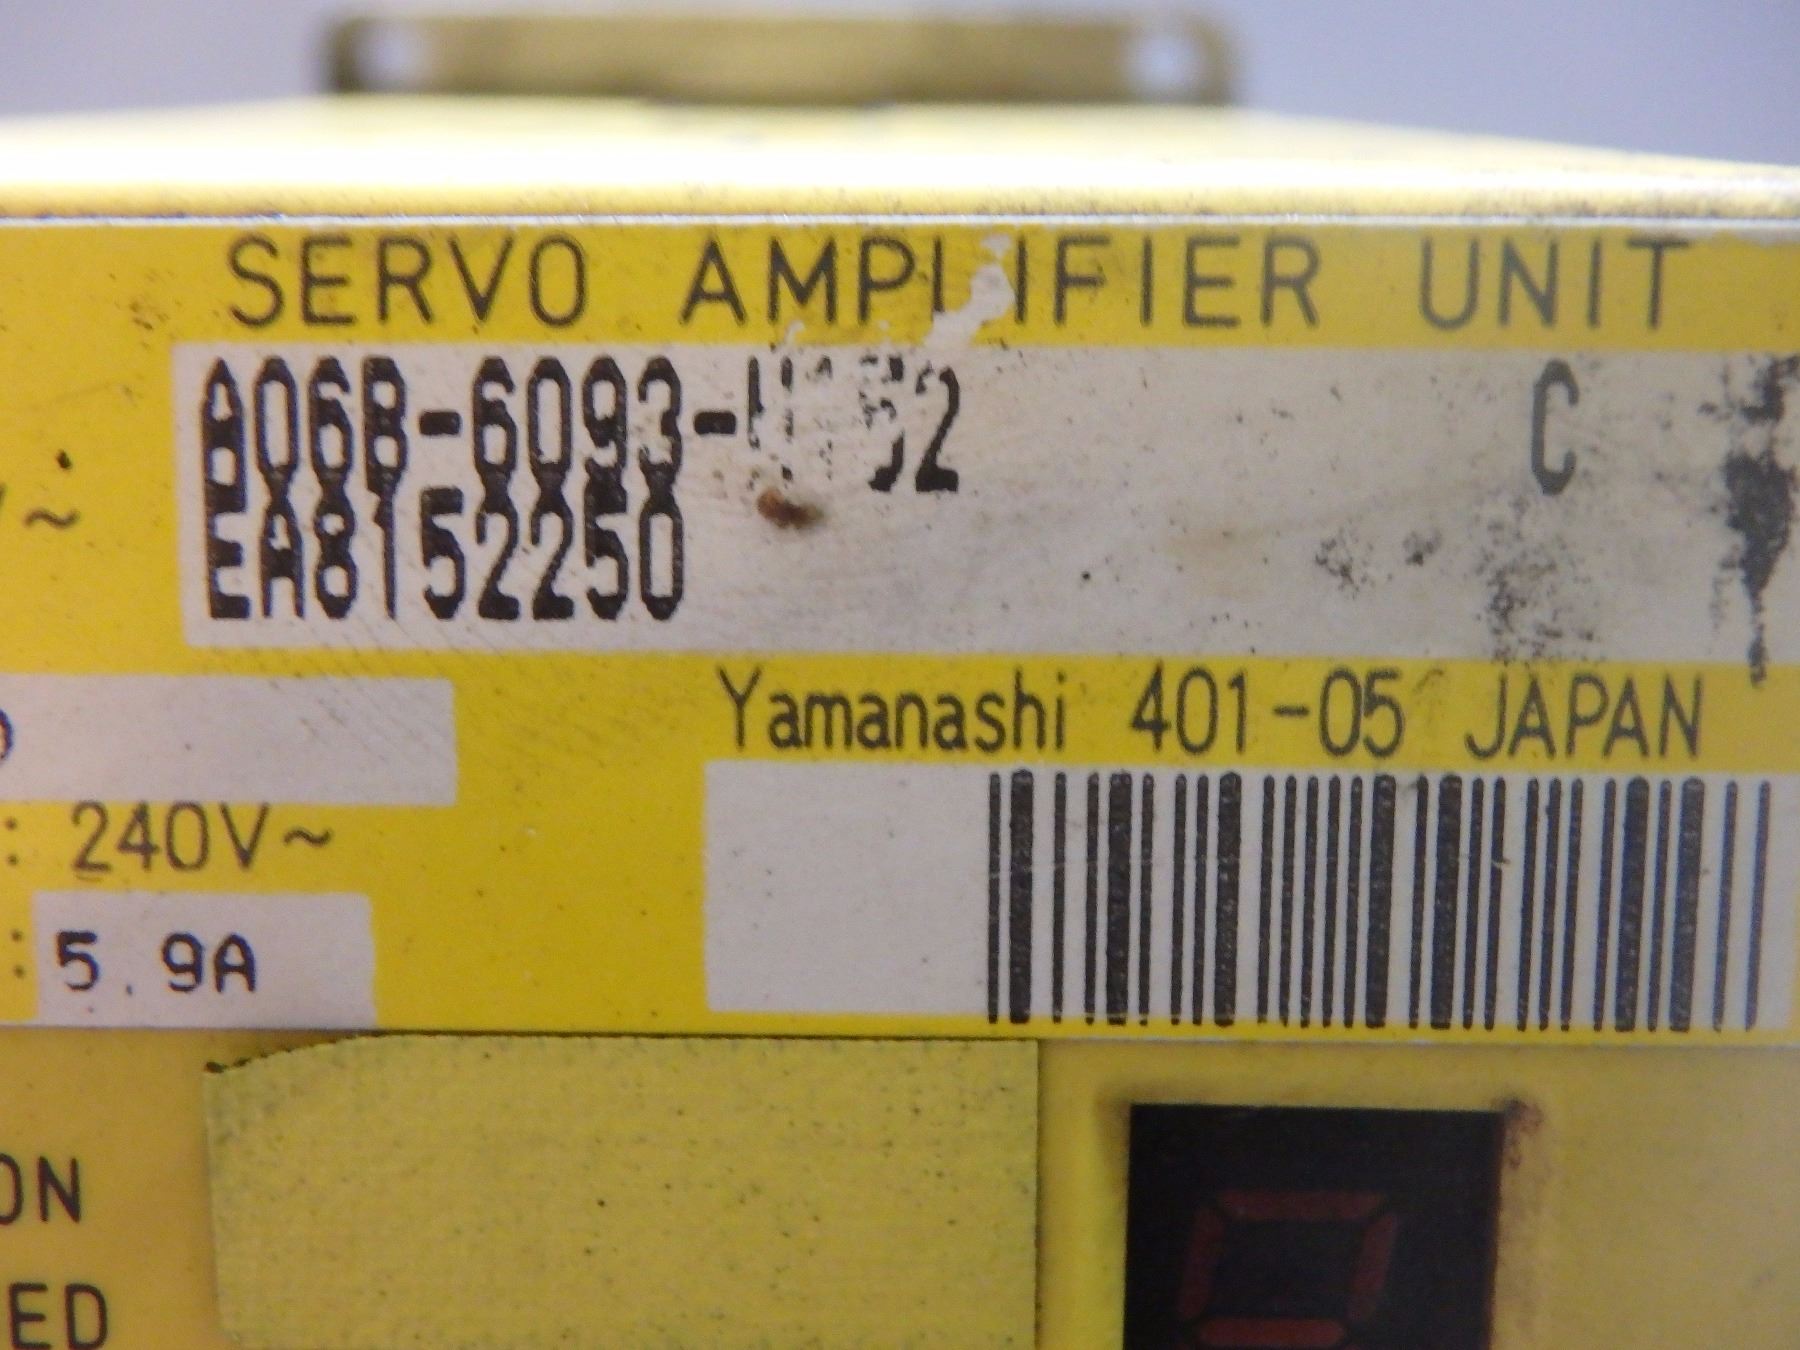 SERVO AMPLIFIER UNIT
A06B-6093- C
EA8152250
Yamanashi 401-05 JAPAN
: 240V~
: 5.9A
ON
ED